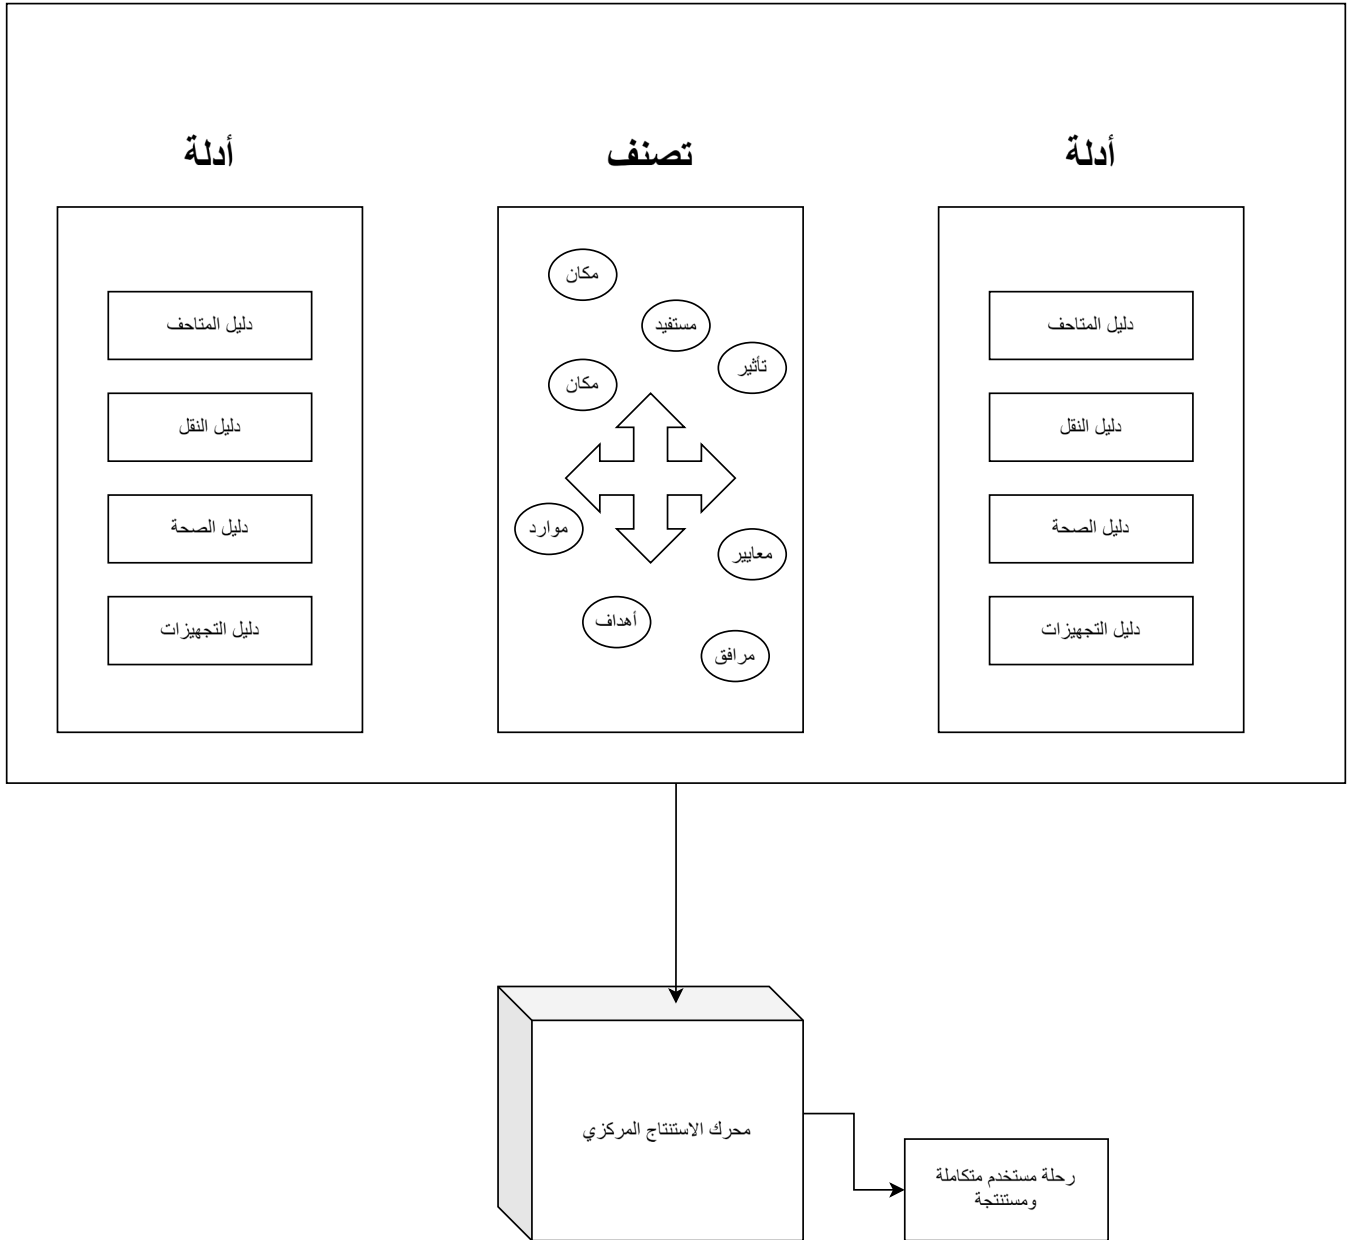 أدلة
تصنف
أدلة
دليل المتاحف
دليل النقل
دليل الصحة
دليل التجهيزات
مكان
مستفيد
تأثير
مكان
موارد
معايير
أهداف
مرافق
دليل المتاحف
دليل النقل
دليل الصحة
دليل التجهيزات
محرك الاستنتاج المركزي
رحلة مستخدم متكاملة
ومستنتجة